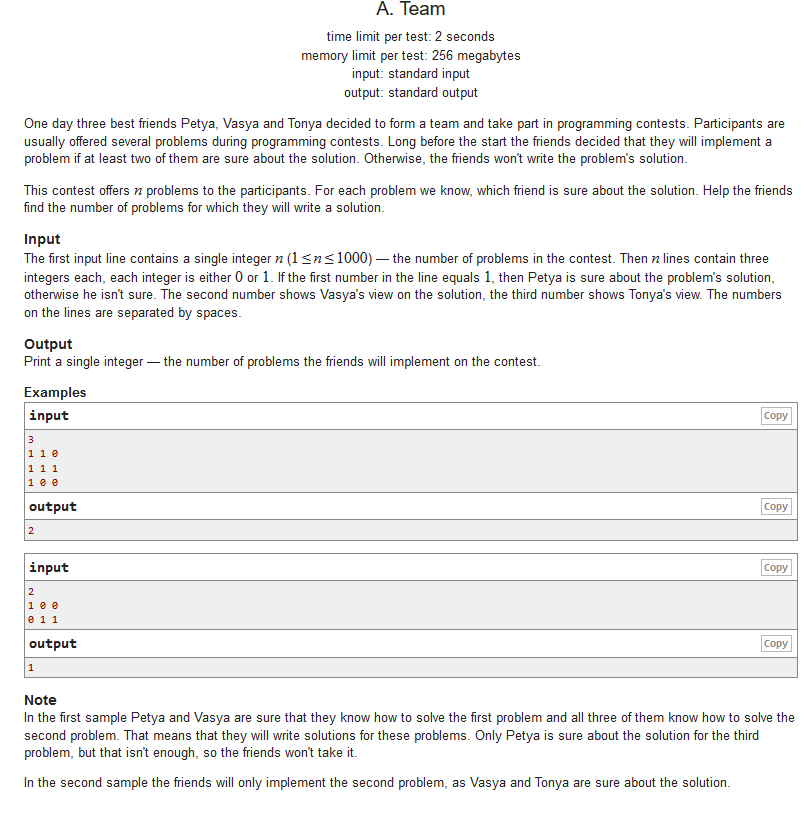 A. Team
time limit per test: 2 seconds
memory limit per test: 256 megabytes
input: standard input
output: standard output
One day three best friends Petya, Vasya and Tonya decided to form a team and take part in programming contests. Participants are
usually offered several problems during programming contests. Long before the start the friends decided that they will implement a
problem if at least two of them are sure about the solution. Otherwise, the friends won't write the problem's solution.
This contest offers n problems to the participants. For each problem we know, which friend is sure about the solution. Help the friends
find the number of problems for which they will write a solution.
Input
The first input line contains a single integer n (1 ≤ n ≤ 1000) — the number of problems in the contest. Then n lines contain three
integers each, each integer is either 0 or 1. If the first number in the line equals 1, then Petya is sure about the problem's solution,
otherwise he isn't sure. The second number shows Vasya's view on the solution, the third number shows Tonya's view. The numbers
on the lines are separated by spaces.
Output
Print a single integer — the number of problems the friends will implement on the contest.
Examples
input Copy
3
1 1 0
1 1 1
1 0 0
output Copy
2
input Copy
2
1 0 0
0 1 1
output Copy
1
Note
In the first sample Petya and Vasya are sure that they know how to solve the first problem and all three of them know how to solve the
second problem. That means that they will write solutions for these problems. Only Petya is sure about the solution for the third
problem, but that isn't enough, so the friends won't take it.
In the second sample the friends will only implement the second problem, as Vasya and Tonya are sure about the solution.